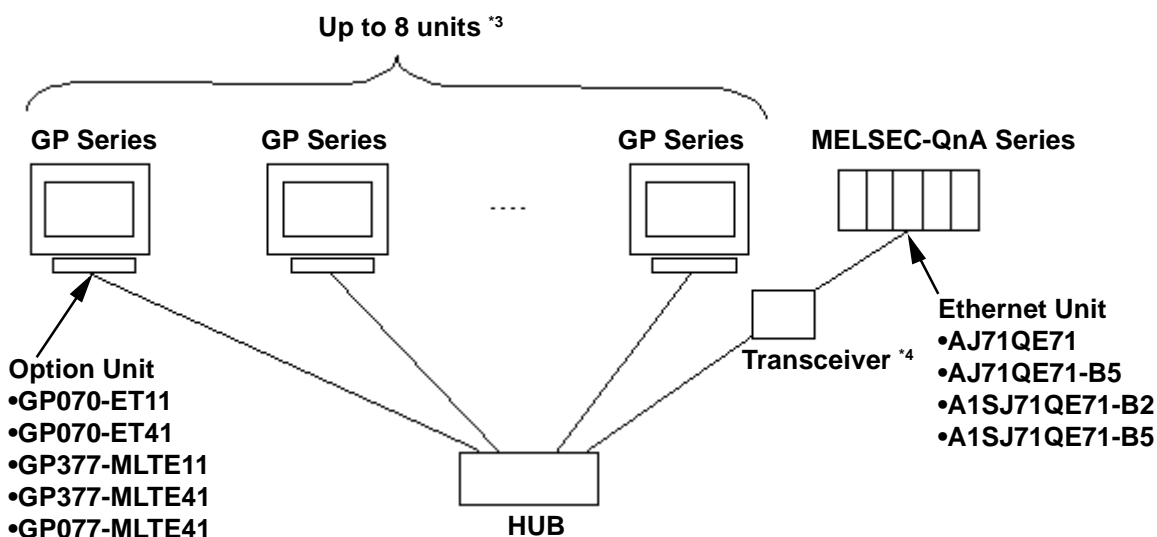 Up to 8 units *3
GP Series
GP Series
GP Series
MELSEC-QnA Series
....
Option Unit
•GP070-ET11
•GP070-ET41
•GP377-MLTE11
•GP377-MLTE41
•GP077-MLTE41
HUB
Transceiver *4
Ethernet Unit
•AJ71QE71
•AJ71QE71-B5
•A1SJ71QE71-B2
•A1SJ71QE71-B5